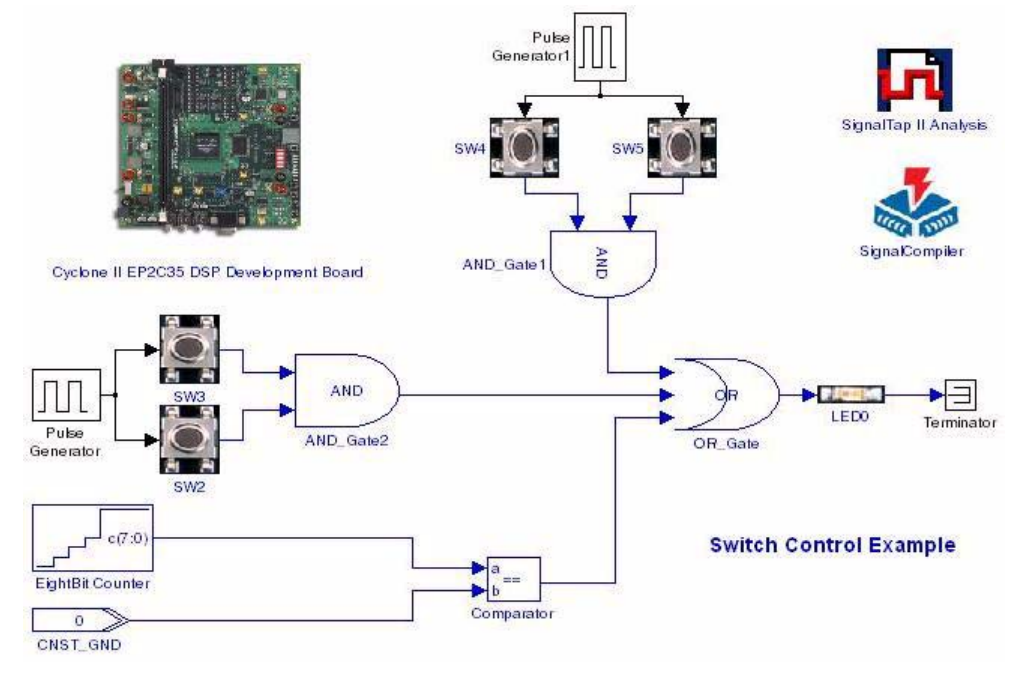 Pulse
Generator1
SignalTap II Analysis
SW4
SW5
SignalCompiler
AND_Gate1
AND
Cyclone II EP2C35 DSP Development Board
SW3
AND
AND_Gate2
Pulse
Generator
SW2
OR
OR_Gate
LED0
Terminator
c(7:0)
EightBit Counter
a
==
b
Comparator
Switch Control Example
0
CNST_GND